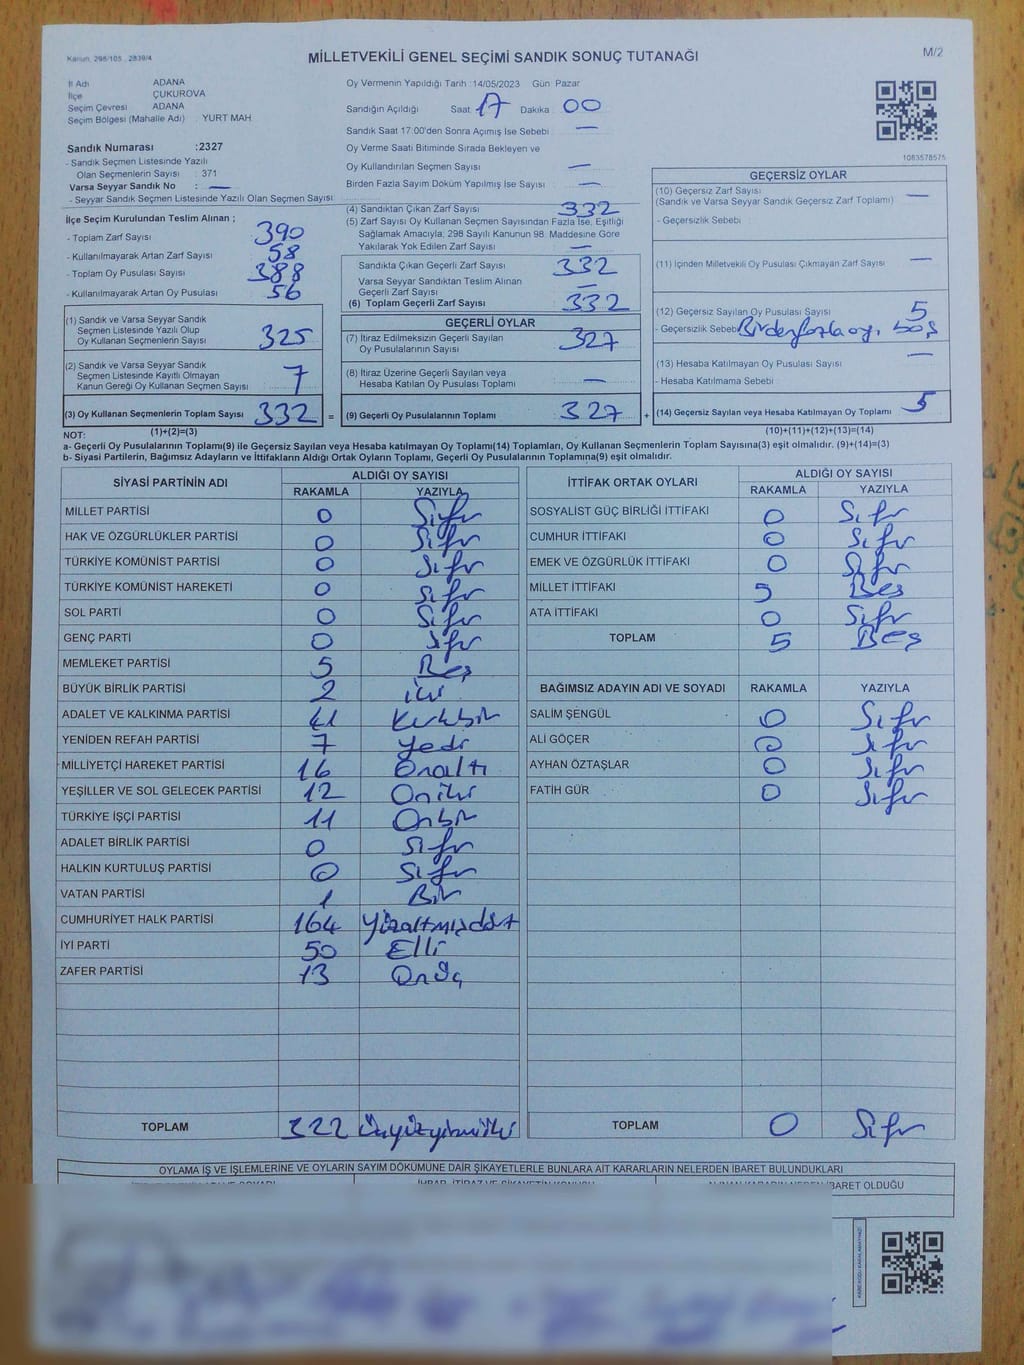 Kanun: 298/105 , 2839/4
MİLLETVEKİLİ GENEL SEÇİMİ SANDIK SONUÇ TUTANAĞI
M/2
İl Adı ADANA
İlçe ÇUKUROVA
Seçim Çevresi ADANA
Seçim Bölgesi (Mahalle Adı) : YURT MAH.
Oy Vermenin Yapıldığı Tarih :14/05/2023 Gün Pazar
Sandığın Açıldığı Saat 17 Dakika 00
Sandık Saat 17:00'den Sonra Açımış İse Sebebi : —
Oy Verme Saati Bitiminde Sırada Bekleyen ve
Oy Kullandırılan Seçmen Sayısı : —
Birden Fazla Sayım Döküm Yapılmış İse Sayısı : —
1083578575
Sandık Numarası :2327
- Sandık Seçmen Listesinde Yazılı
Olan Seçmenlerin Sayısı : 371
Varsa Seyyar Sandık No : —
- Seyyar Sandık Seçmen Listesinde Yazılı Olan Seçmen Sayısı :
İlçe Seçim Kurulundan Teslim Alınan ;
- Toplam Zarf Sayısı 390
- Kullanılmayarak Artan Zarf Sayısı 58
- Toplam Oy Pusulası Sayısı 388
- Kullanılmayarak Artan Oy Pusulası 56
(1) Sandık ve Varsa Seyyar Sandık
Seçmen Listesinde Yazılı Olup
Oy Kullanan Seçmenlerin Sayısı 325
(2) Sandık ve Varsa Seyyar Sandık
Seçmen Listesinde Kayıtlı Olmayan
Kanun Gereği Oy Kullanan Seçmen Sayısı 7
(3) Oy Kullanan Seçmenlerin Toplam Sayısı 332 =
(1)+(2)=(3)
(4) Sandıktan Çıkan Zarf Sayısı 332
(5) Zarf Sayısı Oy Kullanan Seçmen Sayısından Fazla İse, Eşitliği
Sağlamak Amacıyla; 298 Sayılı Kanunun 98. Maddesine Göre
Yakılarak Yok Edilen Zarf Sayısı —
Sandıkta Çıkan Geçerli Zarf Sayısı 332
Varsa Seyyar Sandıktan Teslim Alınan
Geçerli Zarf Sayısı —
(6) Toplam Geçerli Zarf Sayısı 332
GEÇERLİ OYLAR
(7) İtiraz Edilmeksizin Geçerli Sayılan
Oy Pusulalarının Sayısı 327
(8) İtiraz Üzerine Geçerli Sayılan veya
Hesaba Katılan Oy Pusulası Toplamı —
(9) Geçerli Oy Pusulalarının Toplamı 327 +
GEÇERSİZ OYLAR
(10) Geçersiz Zarf Sayısı —
(Sandık ve Varsa Seyyar Sandık Geçersiz Zarf Toplamı)
- Geçersizlik Sebebi :
(11) İçinden Milletvekili Oy Pusulası Çıkmayan Zarf Sayısı —
(12) Geçersiz Sayılan Oy Pusulası Sayısı 5
- Geçersizlik Sebebi Birden fazla oy, boş
(13) Hesaba Katılmayan Oy Pusulası Sayısı —
- Hesaba Katılmama Sebebi
(14) Geçersiz Sayılan veya Hesaba Katılmayan Oy Toplamı 5
(10)+(11)+(12)+(13)=(14)
NOT:
a- Geçerli Oy Pusulalarının Toplamı(9) ile Geçersiz Sayılan veya Hesaba katılmayan Oy Toplamı(14) Toplamları, Oy Kullanan Seçmenlerin Toplam Sayısına(3) eşit olmalıdır. (9)+(14)=(3)
b- Siyasi Partilerin, Bağımsız Adayların ve İttifakların Aldığı Ortak Oyların Toplamı, Geçerli Oy Pusulalarının Toplamına(9) eşit olmalıdır.
SİYASİ PARTİNİN ADI ALDIĞI OY SAYISI
RAKAMLA YAZIYLA
MİLLET PARTİSİ 0 Sıfır
HAK VE ÖZGÜRLÜKLER PARTİSİ 0 Sıfır
TÜRKİYE KOMÜNİST PARTİSİ 0 Sıfır
TÜRKİYE KOMÜNİST HAREKETİ 0 Sıfır
SOL PARTİ 0 Sıfır
GENÇ PARTİ 0 Sıfır
MEMLEKET PARTİSİ 5 Beş
BÜYÜK BİRLİK PARTİSİ 2 iki
ADALET VE KALKINMA PARTİSİ 41 Kırkbir
YENİDEN REFAH PARTİSİ 7 Yedi
MİLLİYETÇİ HAREKET PARTİSİ 16 Onaltı
YEŞİLLER VE SOL GELECEK PARTİSİ 12 Oniki
TÜRKİYE İŞÇİ PARTİSİ 11 Onbir
ADALET BİRLİK PARTİSİ 0 Sıfır
HALKIN KURTULUŞ PARTİSİ 0 Sıfır
VATAN PARTİSİ 1 Bir
CUMHURİYET HALK PARTİSİ 164 Yüzaltmışdört
İYİ PARTİ 50 Elli
ZAFER PARTİSİ 13 Onüç
TOPLAM 322 Üçyüzyirmiiki
İTTİFAK ORTAK OYLARI ALDIĞI OY SAYISI
RAKAMLA YAZIYLA
SOSYALİST GÜÇ BİRLİĞİ İTTİFAKI 0 Sıfır
CUMHUR İTTİFAKI 0 Sıfır
EMEK VE ÖZGÜRLÜK İTTİFAKI 0 Sıfır
MİLLET İTTİFAKI 5 Beş
ATA İTTİFAKI 0 Sıfır
TOPLAM 5 Beş
BAĞIMSIZ ADAYIN ADI VE SOYADI RAKAMLA YAZIYLA
SALİM ŞENGÜL 0 Sıfır
ALİ GÖÇER 0 Sıfır
AYHAN ÖZTAŞLAR 0 Sıfır
FATİH GÜR 0 Sıfır
TOPLAM 0 Sıfır
OYLAMA İŞ VE İŞLEMLERİNE VE OYLARIN SAYIM DÖKÜMÜNE DAİR ŞİKAYETLERLE BUNLARA AİT KARARLARIN NELERDEN İBARET BULUNDUKLARI
İHBAR, İTİRAZ VE ŞİKAYETİN KONUSU
İBARET OLDUĞU